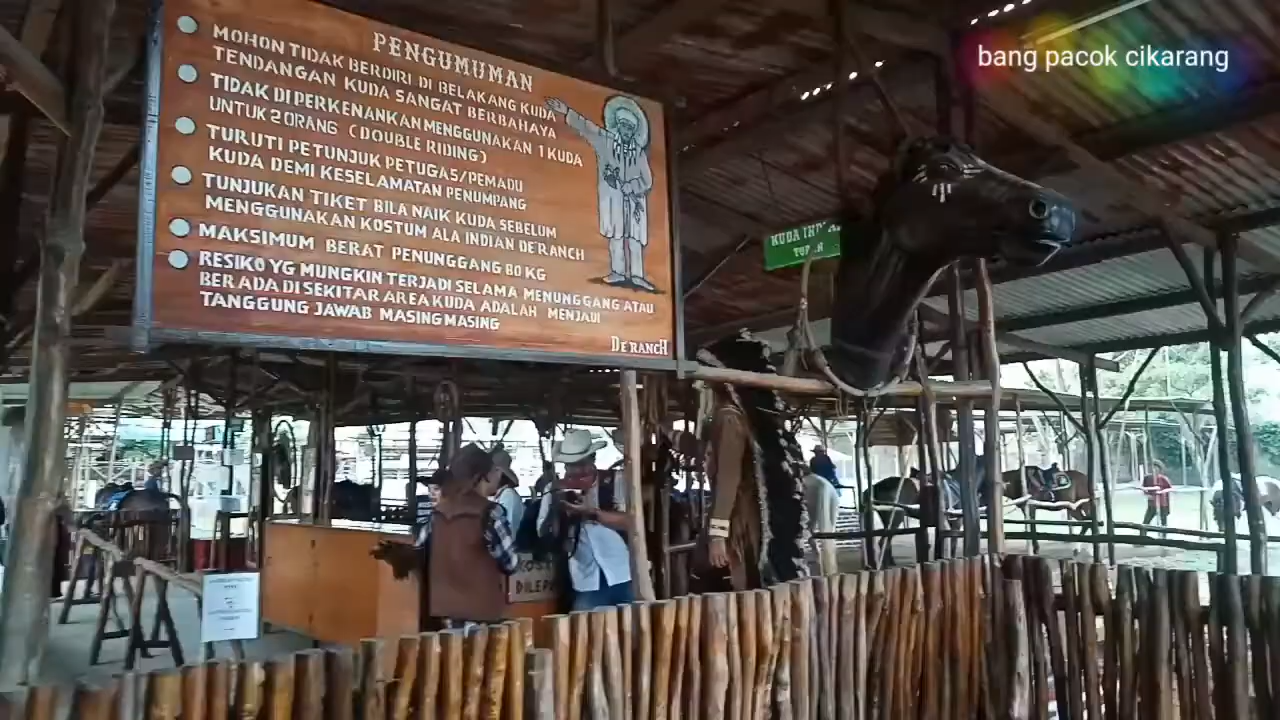 bang pacok cikarang
PENGUMUMAN
MOHON TIDAK BERDIRI DI BELAKANG KUDA
TENDANGAN KUDA SANGAT BERBAHAYA
TIDAK DI PERKENANKAN MENGGUNAKAN 1 KUDA
UNTUK 2 ORANG (DOUBLE RIDING)
TURUTI PETUNJUK PETUGAS/PEMADU
KUDA DEMI KESELAMATAN PENUMPANG
TUNJUKAN TIKET BILA NAIK KUDA SEBELUM
MENGGUNAKAN KOSTUM ALA INDIAN DE'RANCH
MAKSIMUM BERAT PENUNGGANG 80 KG
RESIKO YG MUNGKIN TERJADI SELAMA MENUNGGANG ATAU
BERADA DI SEKITAR AREA KUDA ADALAH MENJADI
TANGGUNG JAWAB MASING MASING
DE'RANCH
KUDA